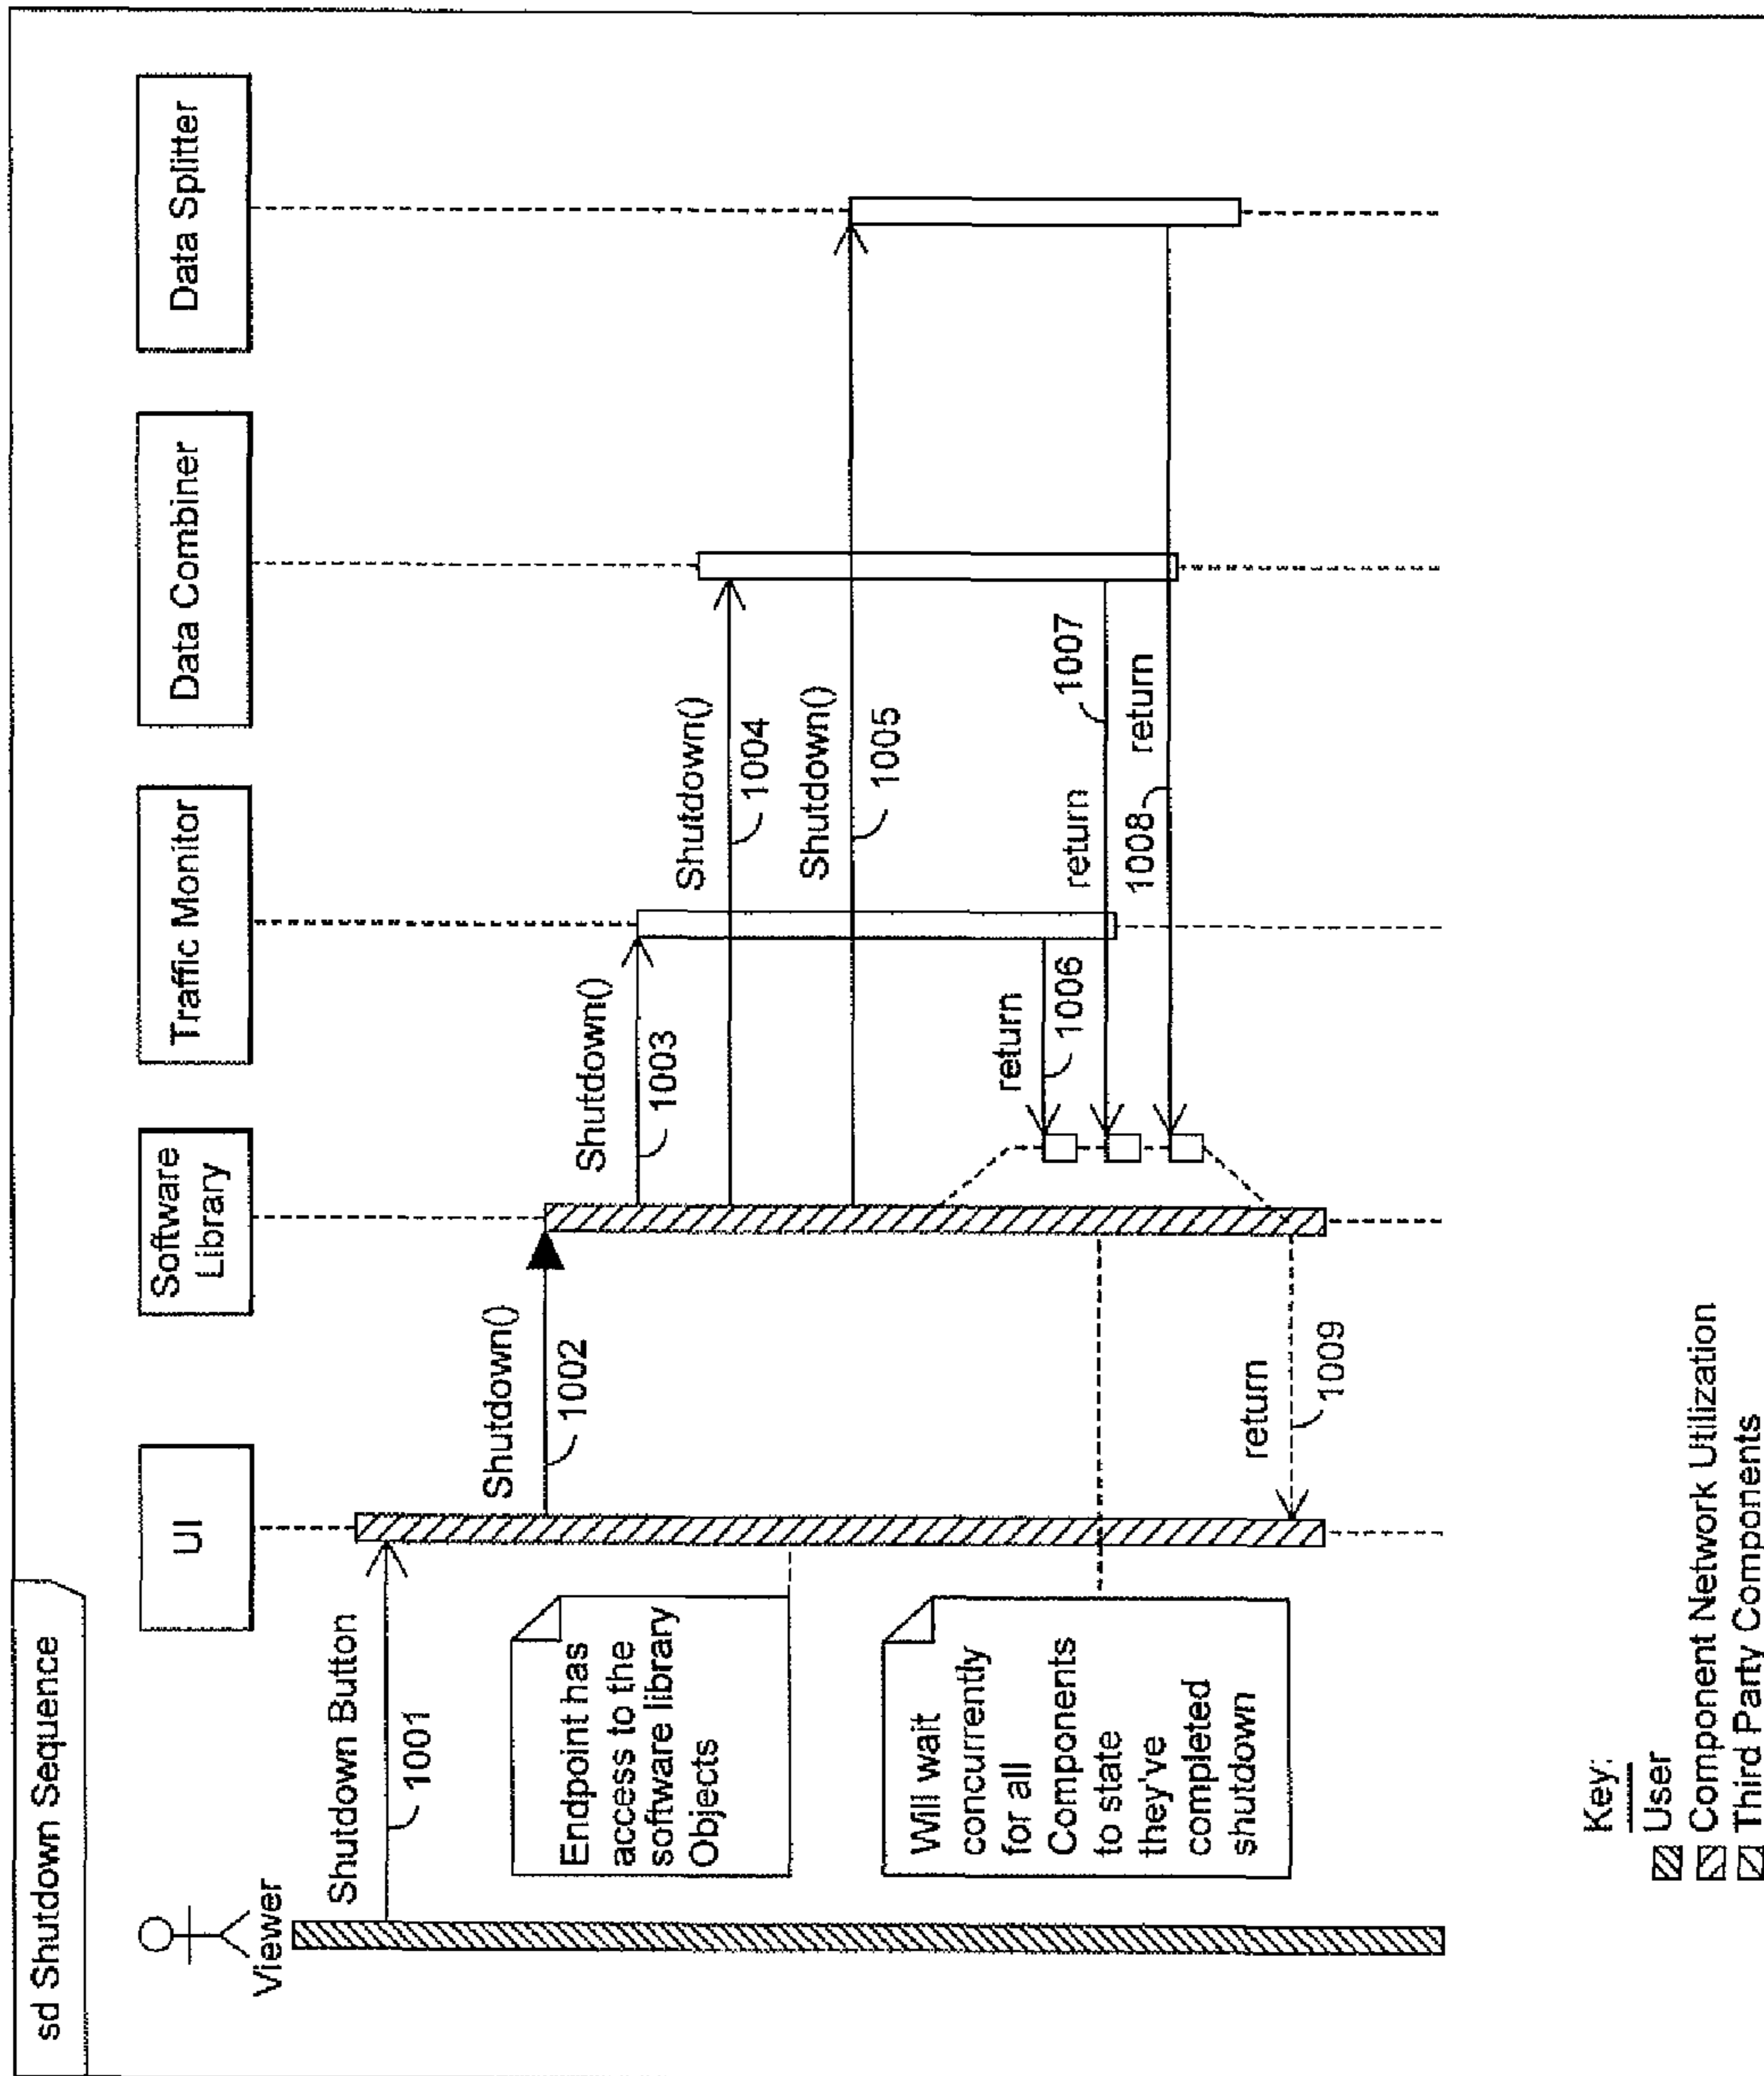 sd Shutdown Sequence
Viewer
UI
Software
Library
Traffic Monitor
Data Combiner
Data Splitter
Shutdown Button
1001
Shutdown()
1002
Shutdown()
1003
Shutdown()
1004
Shutdown()
1005
Endpoint has
access to the
software library
Objects
Will wait
concurrently
for all
Components
to state
they've
completed
shutdown
return
1006
return
1007
return
1008
return
1009
Key:
User
Component Network Utilization
Third Party Components